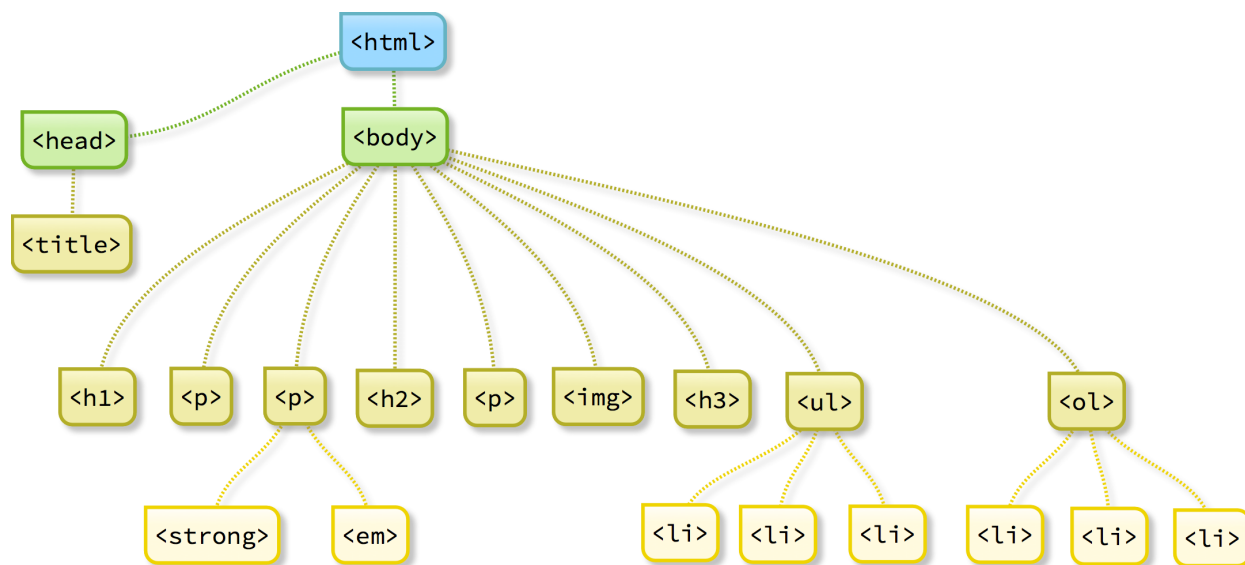 <html>
<head>
<body>
<title>
<h1>
<p>
<p>
<h2>
<p>
<img>
<h3>
<ul>
<ol>
<strong>
<em>
<li>
<li>
<li>
<li>
<li>
<li>